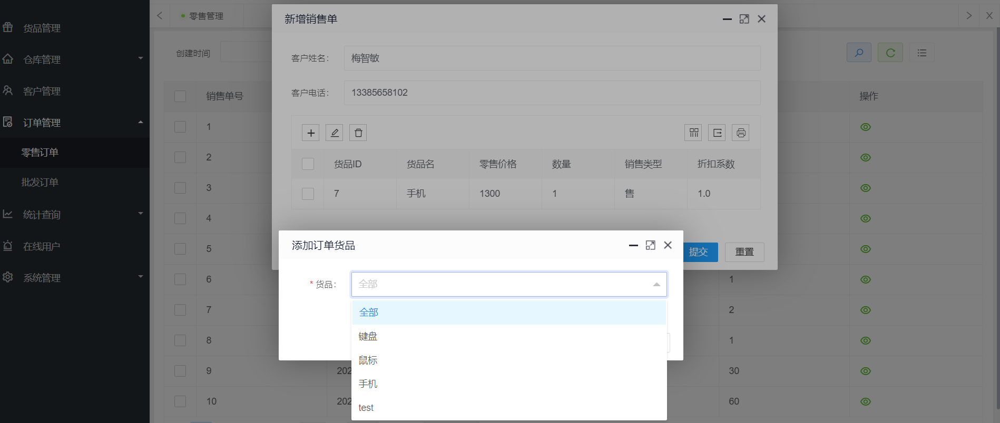 货品管理
仓库管理
客户管理
订单管理
零售订单
批发订单
统计查询
在线用户
系统管理
零售管理
创建时间
销售单号
操作
1
2
3
4
5
6
1
7
2
8
1
9
202
30
10
202
60
新增销售单
客户姓名：
梅智敏
客户电话：
13385658102
货品ID
货品名
零售价格
数量
销售类型
折扣系数
7
手机
1300
1
售
1.0
提交
重置
添加订单货品
* 货品：
全部
全部
键盘
鼠标
手机
test